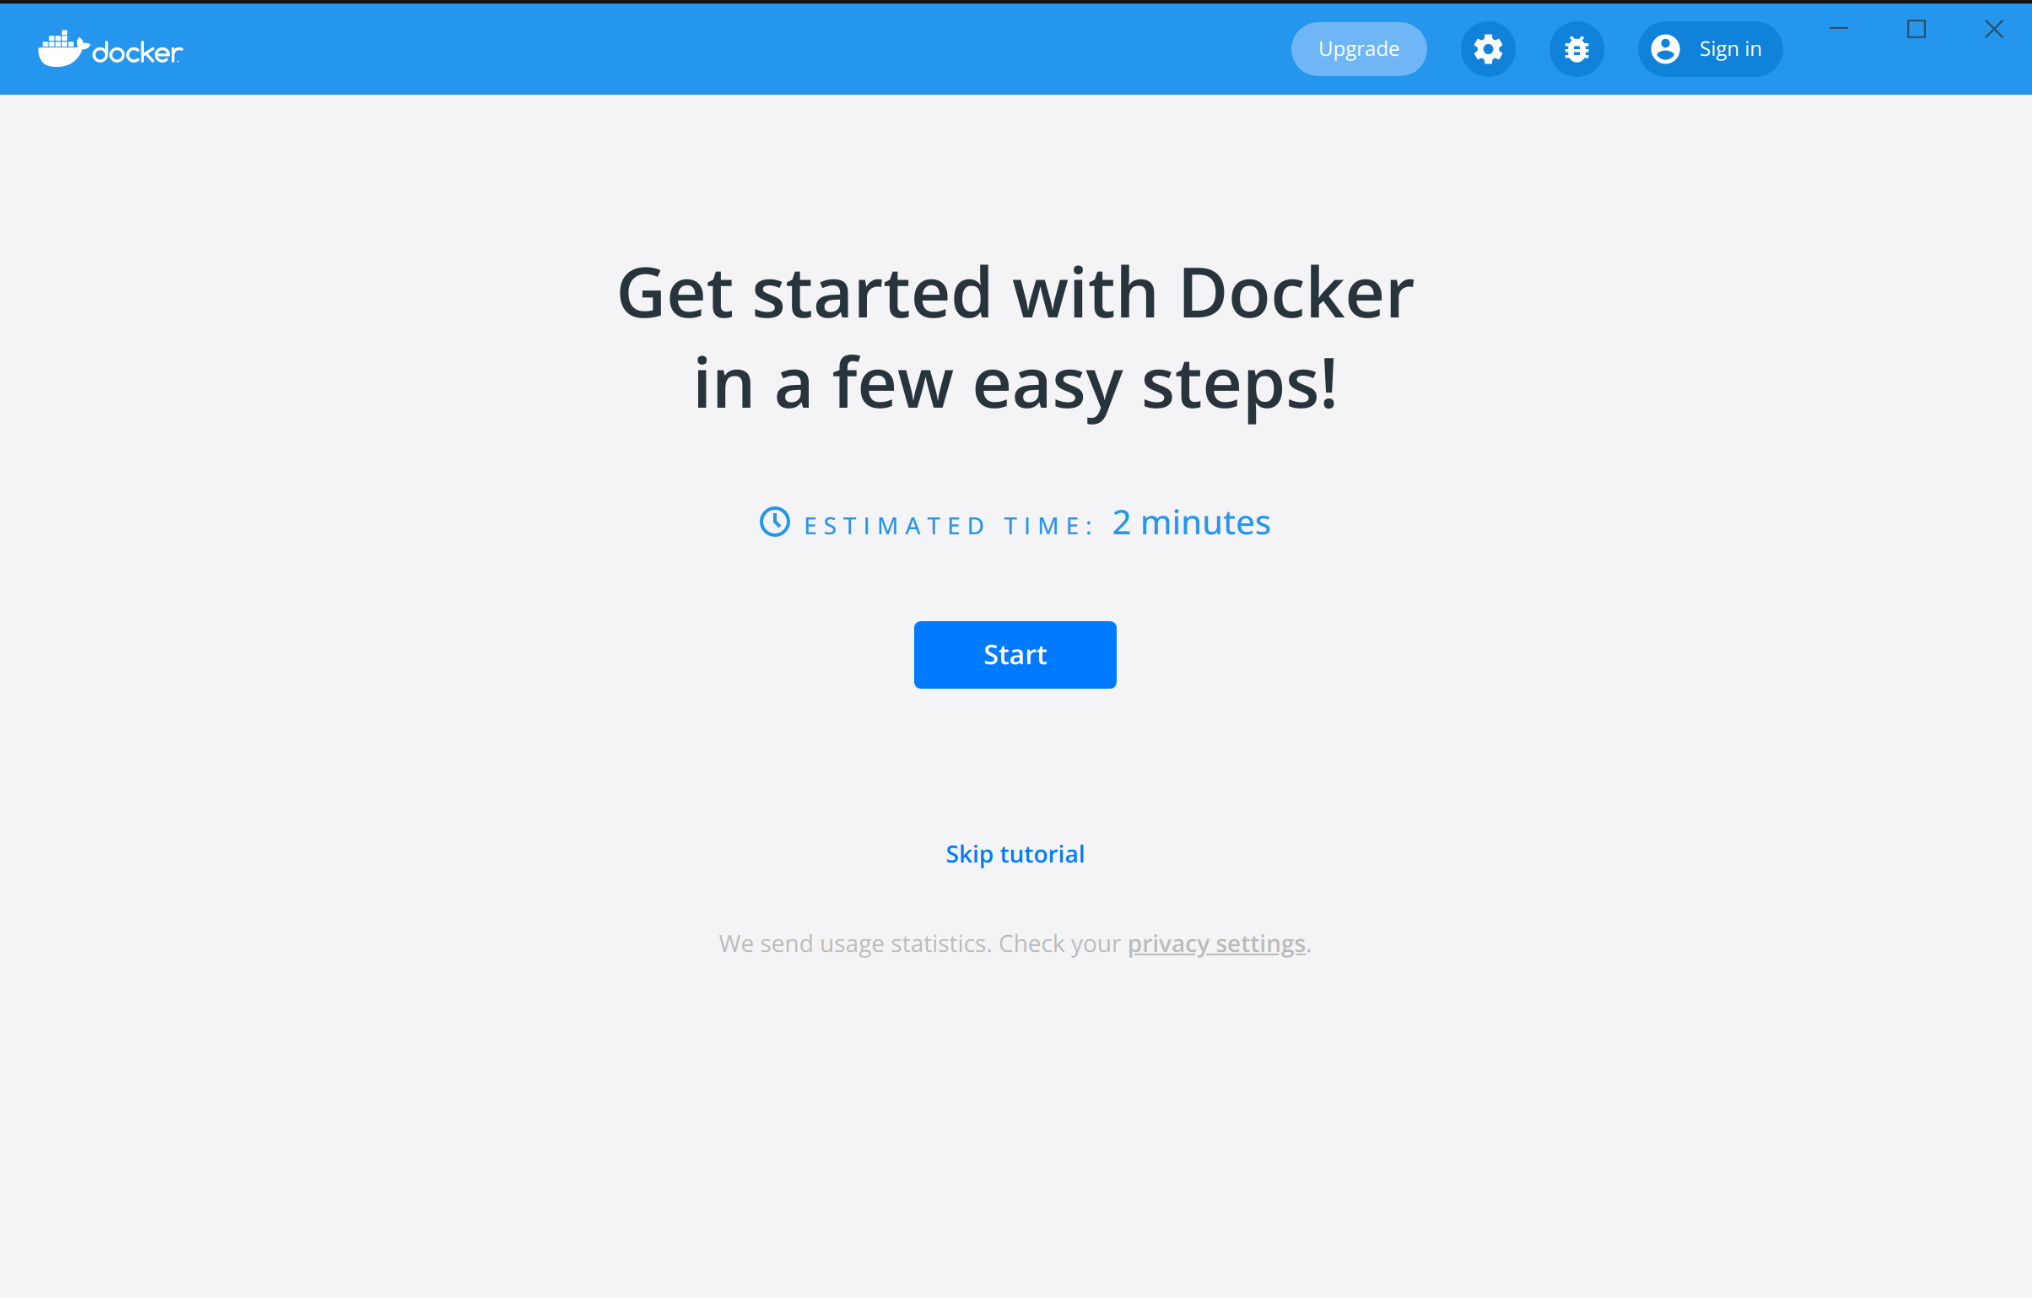 docker
Upgrade
Sign in
Get started with Docker
in a few easy steps!
ESTIMATED TIME: 2 minutes
Start
Skip tutorial
We send usage statistics. Check your privacy settings.